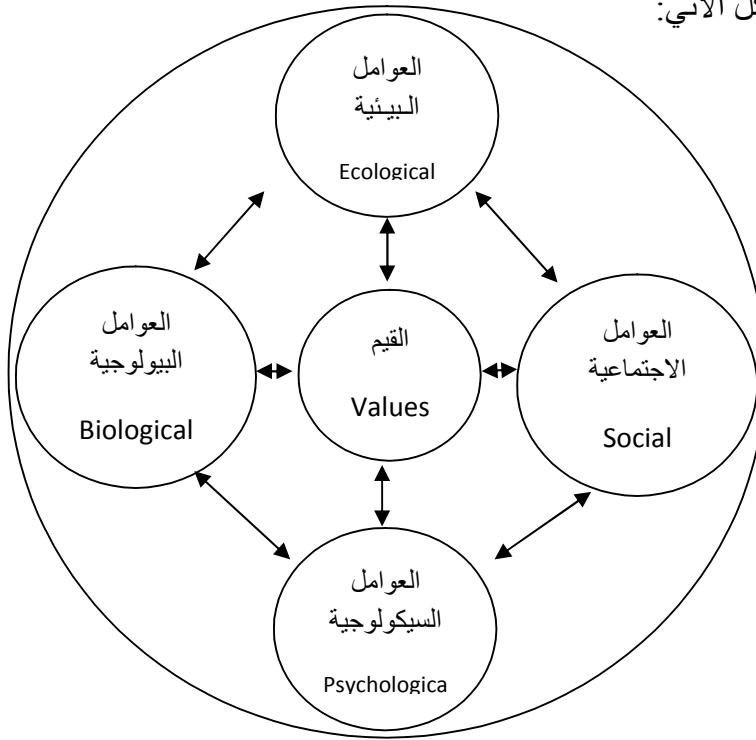 الآتي:
العوامل
البيئية
Ecological
العوامل
البيولوجية
Biological
القيم
Values
العوامل
الاجتماعية
Social
العوامل
السيكولوجية
Psychologica